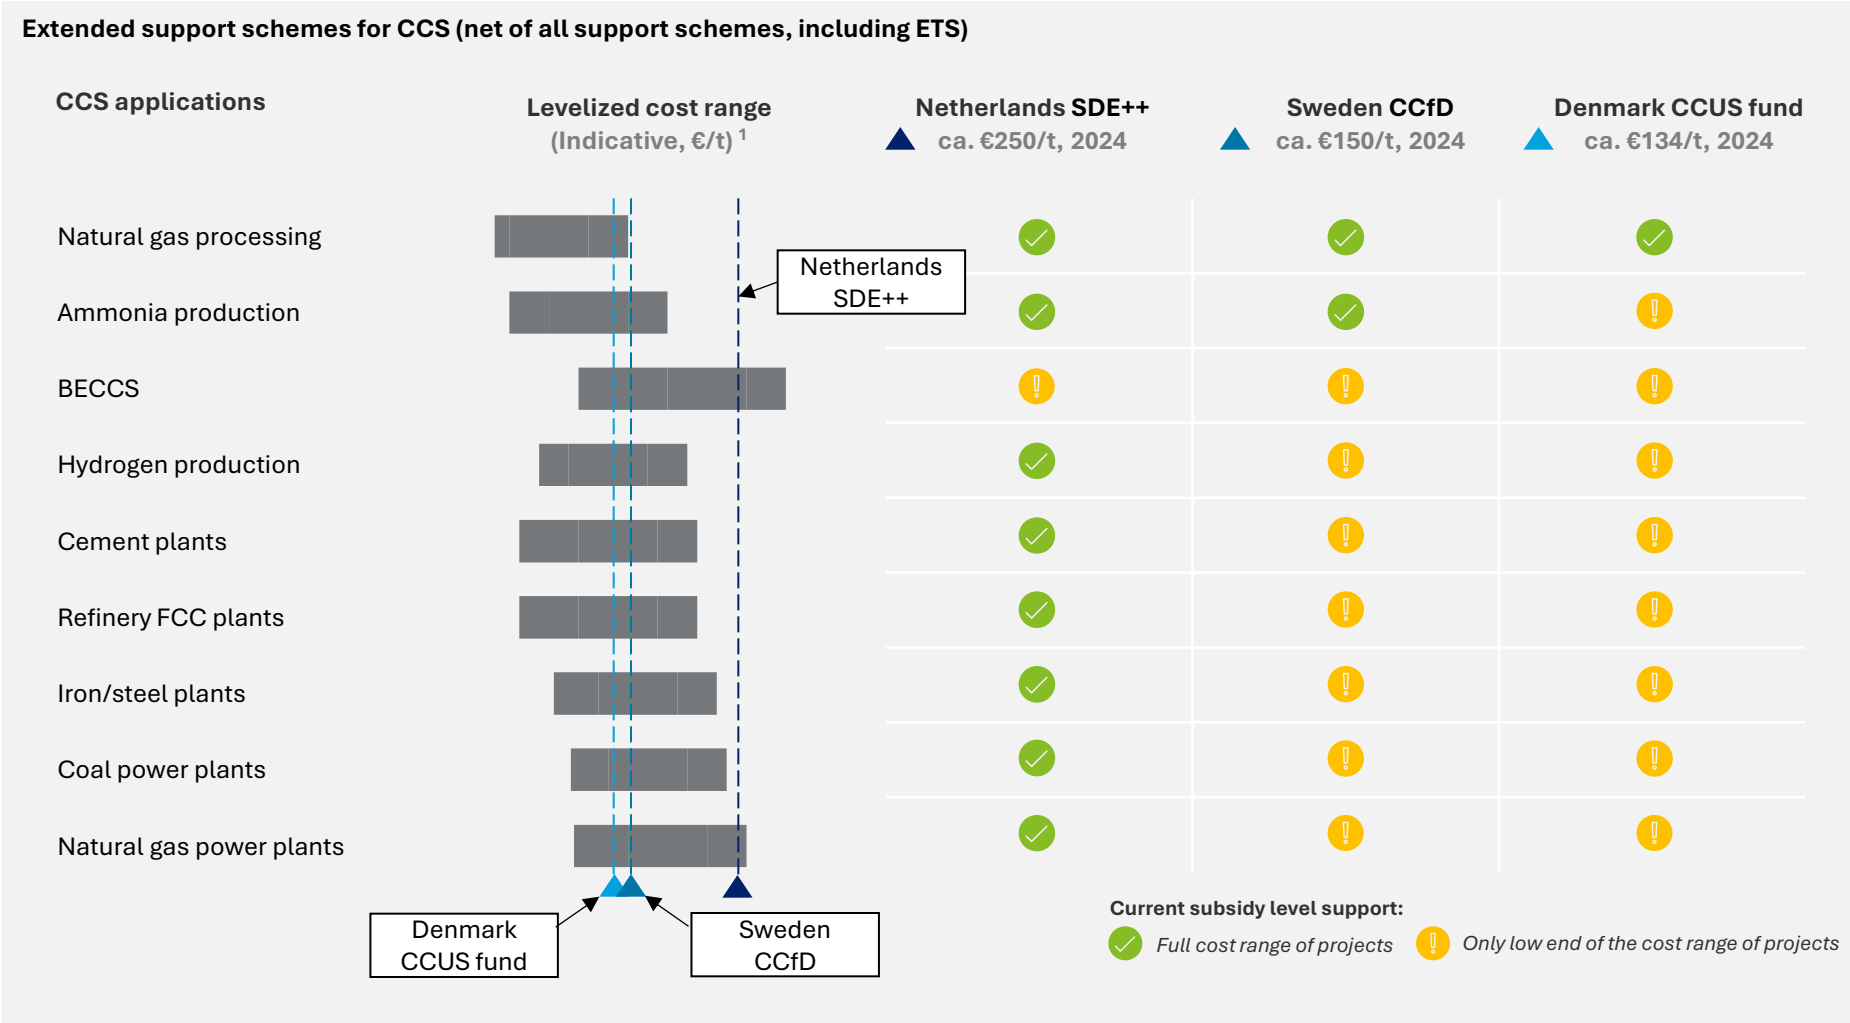 Extended support schemes for CCS (net of all support schemes, including ETS)
CCS applications
Levelized cost range
(Indicative, €/t) 1
Netherlands SDE++
ca. €250/t, 2024
Sweden CCfD
ca. €150/t, 2024
Denmark CCUS fund
ca. €134/t, 2024
Natural gas processing
Netherlands
SDE++
Ammonia production
BECCS
Hydrogen production
Cement plants
Refinery FCC plants
Iron/steel plants
Coal power plants
Natural gas power plants
Denmark
CCUS fund
Sweden
CCfD
Current subsidy level support:
Full cost range of projects
Only low end of the cost range of projects